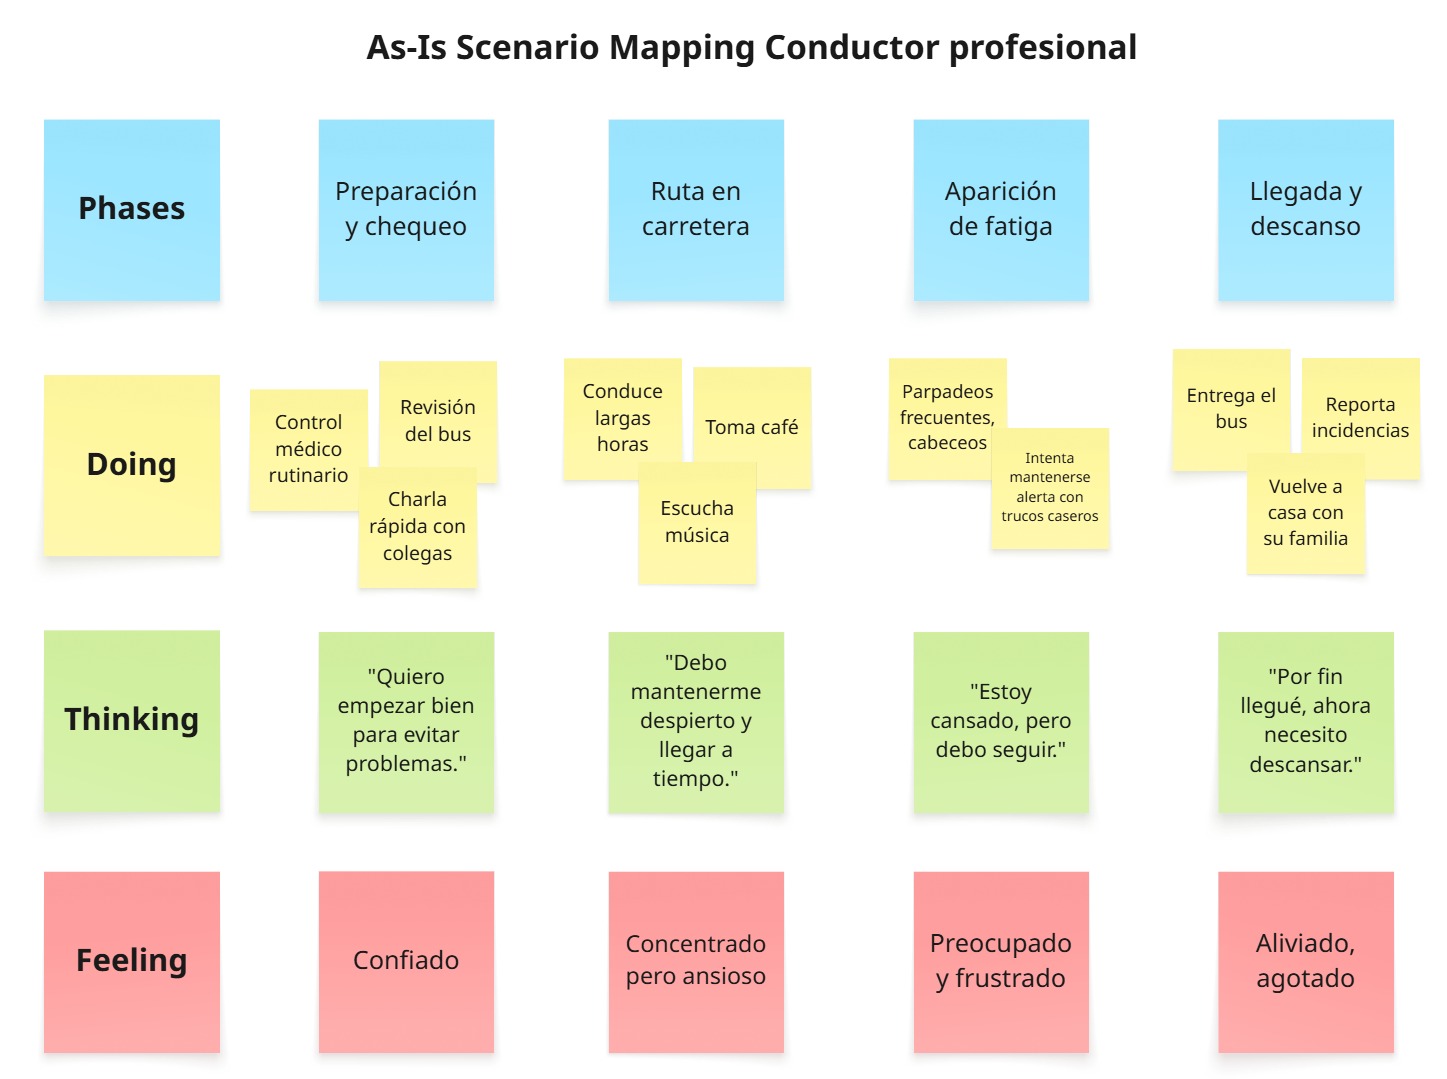 As-Is Scenario Mapping Conductor profesional
Phases
Preparación
y chequeo
Ruta en
carretera
Aparición
de fatiga
Llegada y
descanso
Doing
Control
médico
rutinario
Revisión
del bus
Charla
rápida con
colegas
Conduce
largas
horas
Toma café
Escucha
música
Parpadeos
frecuentes,
cabeceos
Intenta
mantenerse
alerta con
trucos caseros
Entrega el
bus
Reporta
incidencias
Vuelve a
casa con
su familia
Thinking
"Quiero
empezar bien
para evitar
problemas."
"Debo
mantenerme
despierto y
llegar a
tiempo."
"Estoy
cansado, pero
debo seguir."
"Por fin
llegué, ahora
necesito
descansar."
Feeling
Confiado
Concentrado
pero ansioso
Preocupado
y frustrado
Aliviado,
agotado